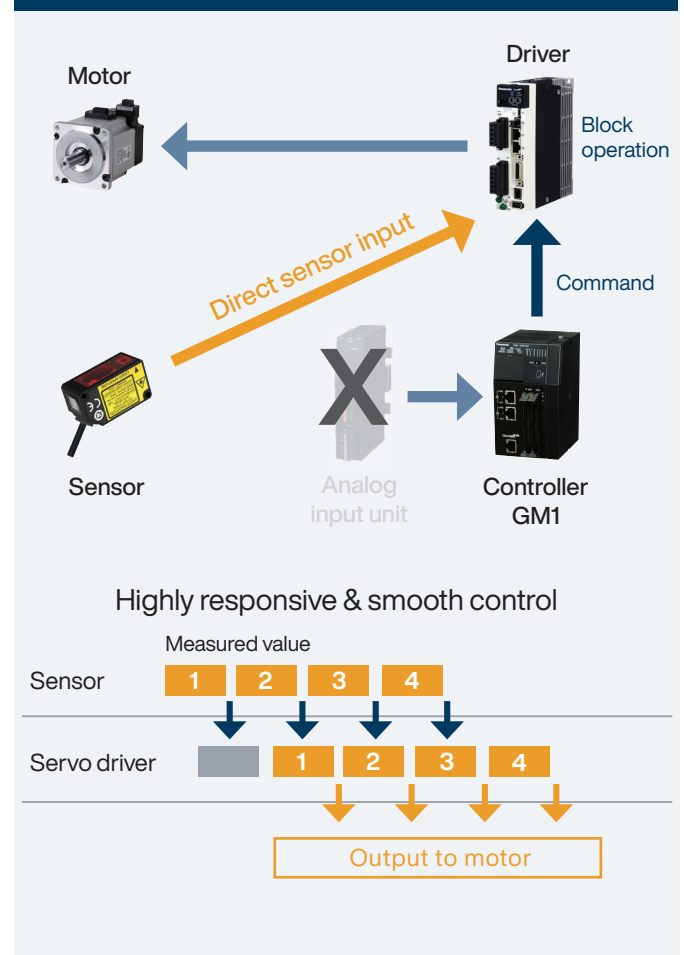 Driver
Motor
Block
operation
Direct sensor input
Command
X
Sensor
Analog
input unit
Controller
GM1
Highly responsive & smooth control
Measured value
Sensor
1 2 3 4
Servo driver
1 2 3 4
Output to motor